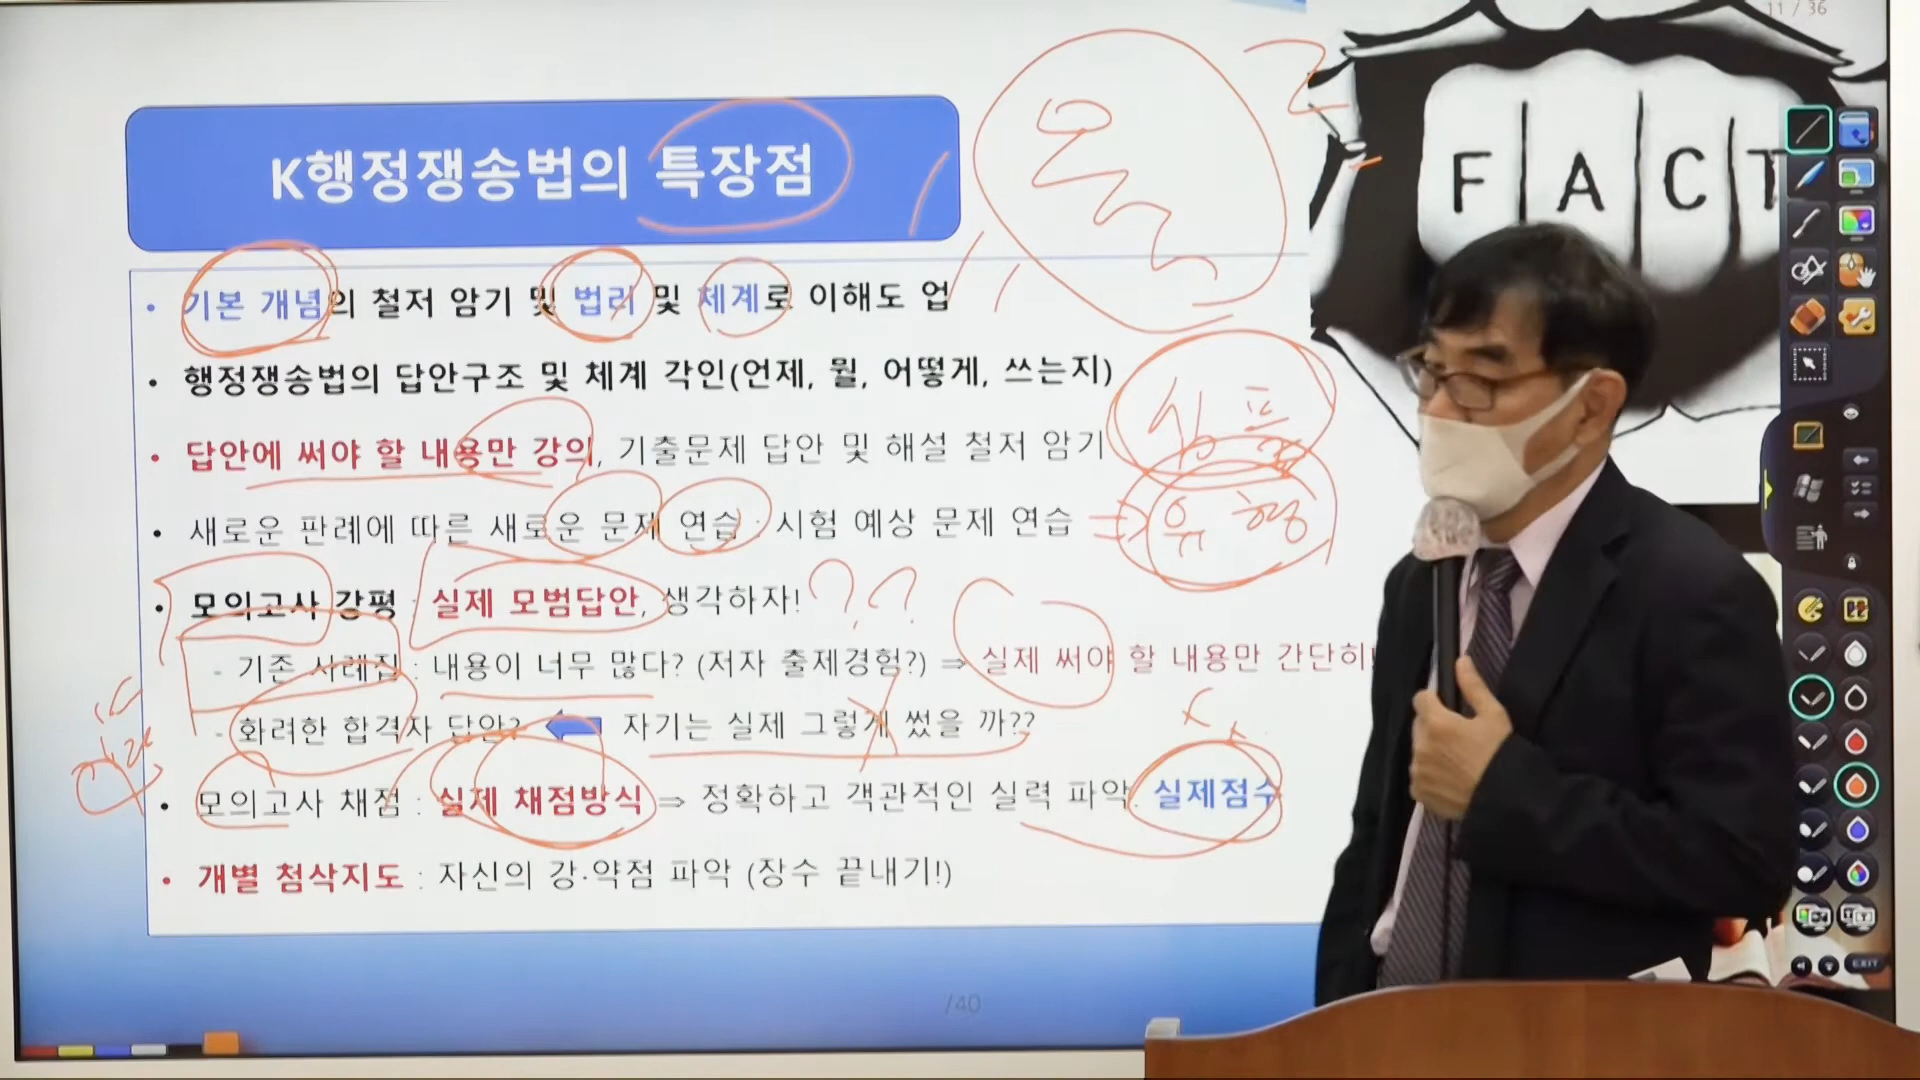 11 / 36
FACT
K행정쟁송법의 특장점
• 기본 개념의 철저 암기 및 법리 및 체계로 이해도 업
• 행정쟁송법의 답안구조 및 체계 각인(언제, 뭘, 어떻게, 쓰는지)
• 답안에 써야 할 내용만 강의, 기출문제 답안 및 해설 철저 암기
심플
• 새로운 판례에 따른 새로운 문제 연습 : 시험 예상 문제 연습
유형
• 모의고사 강평 : 실제 모범답안, 생각하자! ??
- 기존 사례집 : 내용이 너무 많다? (저자 출제경험?) ⇒ 실제 써야 할 내용만 간단히!
- 화려한 합격자 답안? 자기는 실제 그렇게 썼을 까??
• 모의고사 채점 : 실제 채점방식 ⇒ 정확하고 객관적인 실력 파악. 실제점수
• 개별 첨삭지도 : 자신의 강·약점 파악 (장수 끝내기!)
/40
EXIT